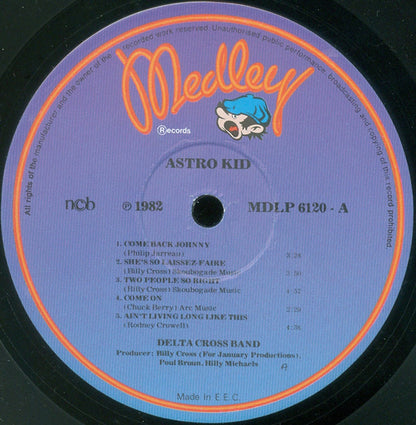 All rights of the manufacturer and the owner of the recorded work reserved. Unauthorised public performance, broadcasting and copying of this record prohibited.
Medley
Records
ASTRO KID
ncb
℗ 1982
MDLP 6120 - A
1. COME BACK JOHNNY
(Philip Jarreau) 3:28
2. SHE'S SO LAISSEZ-FAIRE
(Billy Cross) Skoubogade Music 3:50
3. TWO PEOPLE SO RIGHT
(Billy Cross) Skoubogade Music 4:57
4. COME ON
(Chuck Berry) Arc Music 2:29
5. AIN'T LIVING LONG LIKE THIS
(Rodney Crowell) 4:38
DELTA CROSS BAND
Producer: Billy Cross (For January Productions),
Poul Bruun, Hilly Michaels
Made in E.E.C.